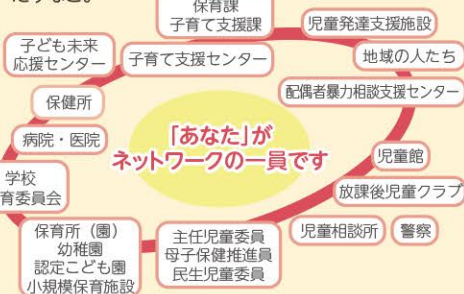 保育課
子育て支援課
児童発達支援施設
子ども未来
応援センター
子育て支援センター
地域の人たち
保健所
配偶者暴力相談支援センター
病院・医院
「あなた」が
ネットワークの一員です
児童館
学校
育委員会
放課後児童クラブ
保育所（園）
幼稚園
認定こども園
小規模保育施設
主任児童委員
母子保健推進員
民生児童委員
児童相談所
警察